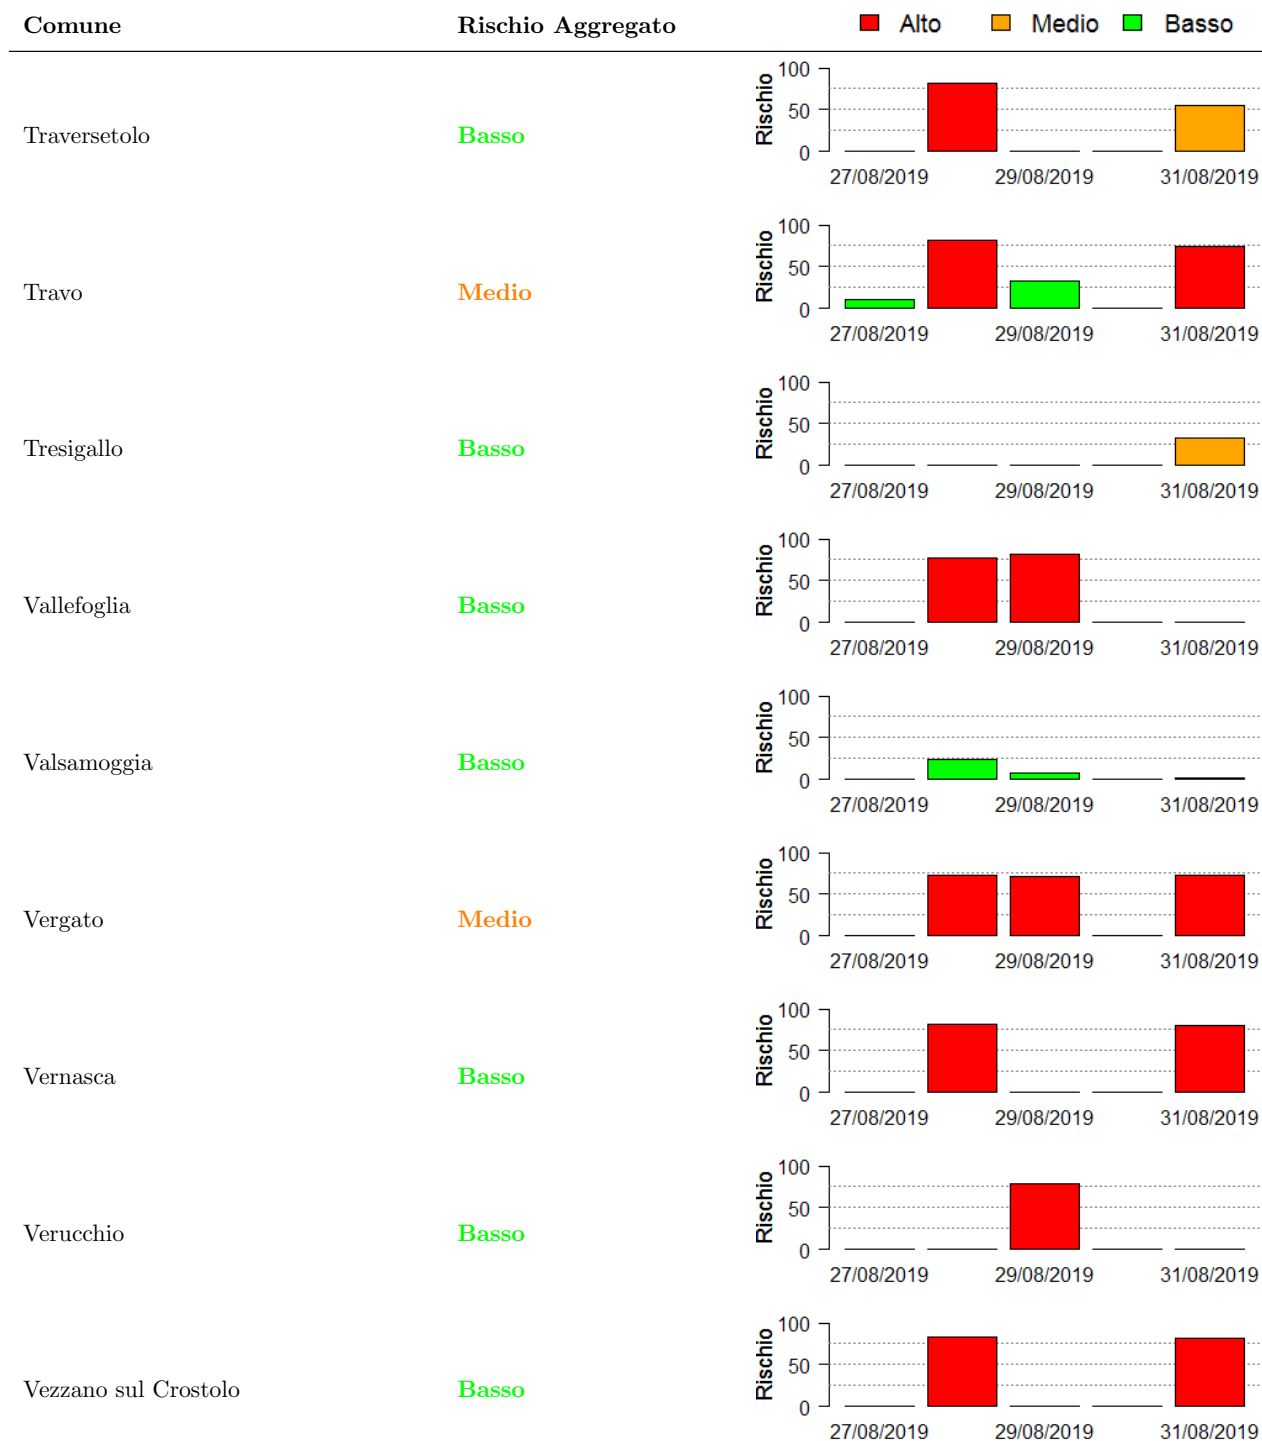 Comune Rischio Aggregato Alto Medio Basso
Traversetolo Basso
Rischio
100
50
0
27/08/2019 29/08/2019 31/08/2019
Travo Medio
Rischio
100
50
0
27/08/2019 29/08/2019 31/08/2019
Tresigallo Basso
Rischio
100
50
0
27/08/2019 29/08/2019 31/08/2019
Vallefoglia Basso
Rischio
100
50
0
27/08/2019 29/08/2019 31/08/2019
Valsamoggia Basso
Rischio
100
50
0
27/08/2019 29/08/2019 31/08/2019
Vergato Medio
Rischio
100
50
0
27/08/2019 29/08/2019 31/08/2019
Vernasca Basso
Rischio
100
50
0
27/08/2019 29/08/2019 31/08/2019
Verucchio Basso
Rischio
100
50
0
27/08/2019 29/08/2019 31/08/2019
Vezzano sul Crostolo Basso
Rischio
100
50
0
27/08/2019 29/08/2019 31/08/2019